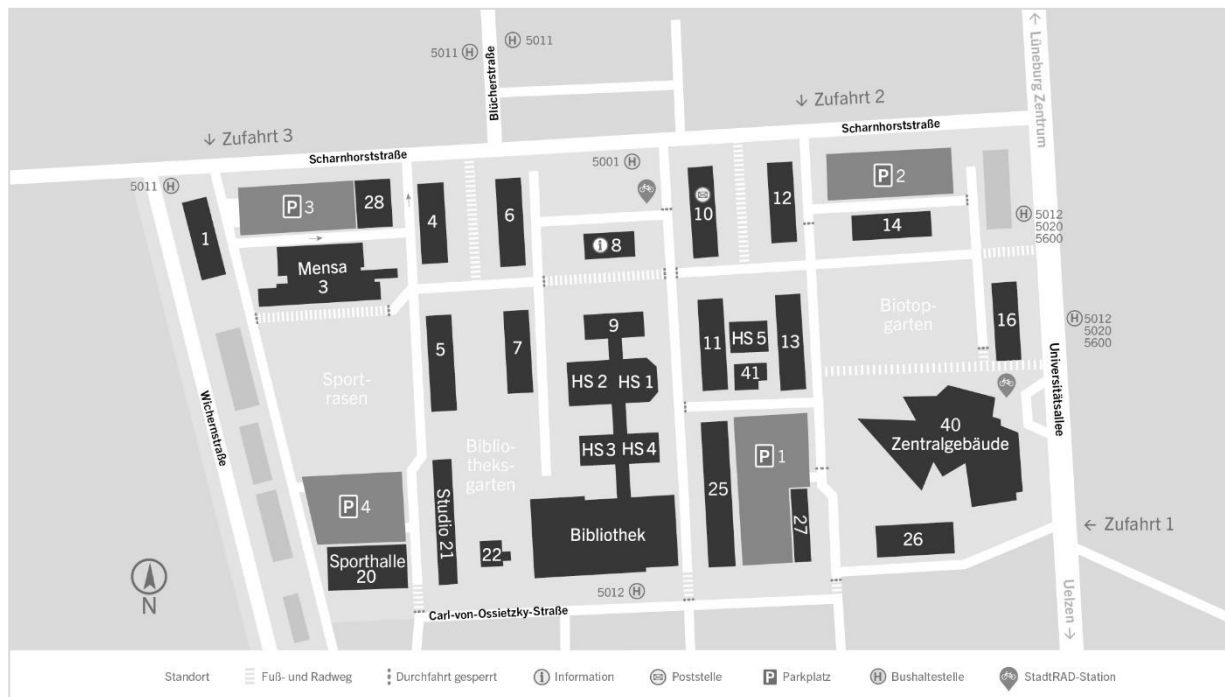 5011 H
H 5011
Blücherstraße
↑ Lüneburg Zentrum
↓ Zufahrt 3
↓ Zufahrt 2
Scharnhorststraße
Scharnhorststraße
5001 H
5011 H
P 3
28
4
6
10
12
P 2
1
i 8
14
H 5012
5020
5600
Mensa
3
Biotop-
garten
16
H 5012
5020
5600
9
11
HS 5
13
5
7
41
HS 2
HS 1
Sport-
rasen
Wichernstraße
Universitätsallee
40
Zentralgebäude
HS 3
HS 4
Biblio-
theks-
garten
P 1
25
27
P 4
Studio 21
Bibliothek
26
← Zufahrt 1
22
Sporthalle
20
N
5012 H
Carl-von-Ossietzky-Straße
Uelzen →
Standort
Fuß- und Radweg
Durchfahrt gesperrt
i Information
Poststelle
P Parkplatz
H Bushaltestelle
StadtRAD-Station